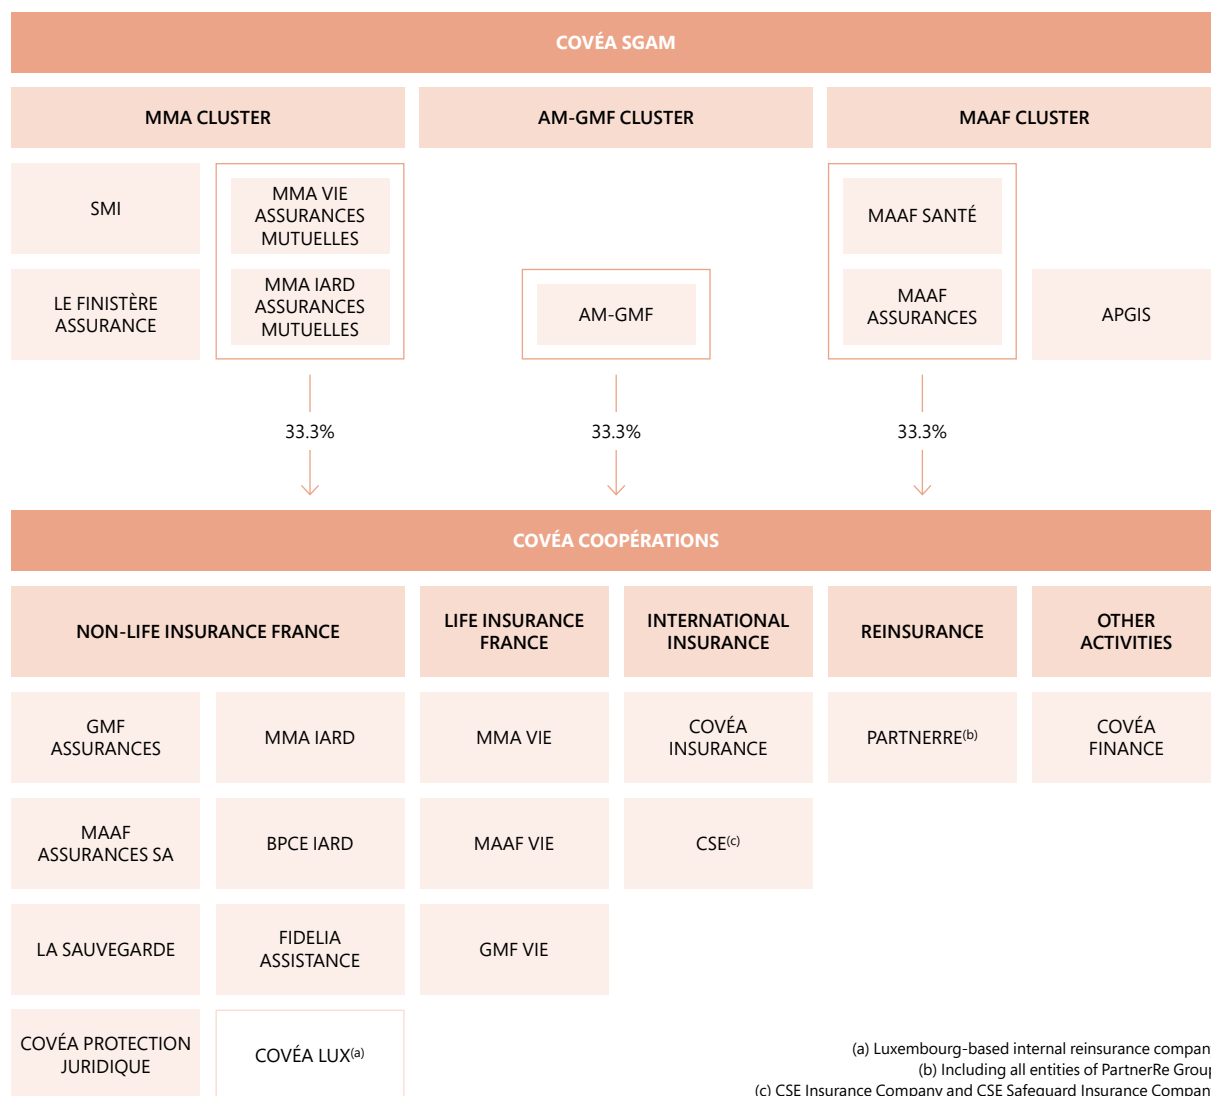 COVÉA SGAM
MMA CLUSTER
AM-GMF CLUSTER
MAAF CLUSTER
SMI
MMA VIE
ASSURANCES
MUTUELLES
MAAF SANTÉ
LE FINISTÈRE
ASSURANCE
MMA IARD
ASSURANCES
MUTUELLES
AM-GMF
MAAF
ASSURANCES
APGIS
33.3%
33.3%
33.3%
COVÉA COOPÉRATIONS
NON-LIFE INSURANCE FRANCE
LIFE INSURANCE
FRANCE
INTERNATIONAL
INSURANCE
REINSURANCE
OTHER
ACTIVITIES
GMF
ASSURANCES
MMA IARD
MMA VIE
COVÉA
INSURANCE
PARTNERRE(b)
COVÉA
FINANCE
MAAF
ASSURANCES SA
BPCE IARD
MAAF VIE
CSE(c)
LA SAUVEGARDE
FIDELIA
ASSISTANCE
GMF VIE
COVÉA PROTECTION
JURIDIQUE
COVÉA LUX(a)
(a) Luxembourg-based internal reinsurance compan
(b) Including all entities of PartnerRe Group
(c) CSE Insurance Company and CSE Safeguard Insurance Compan